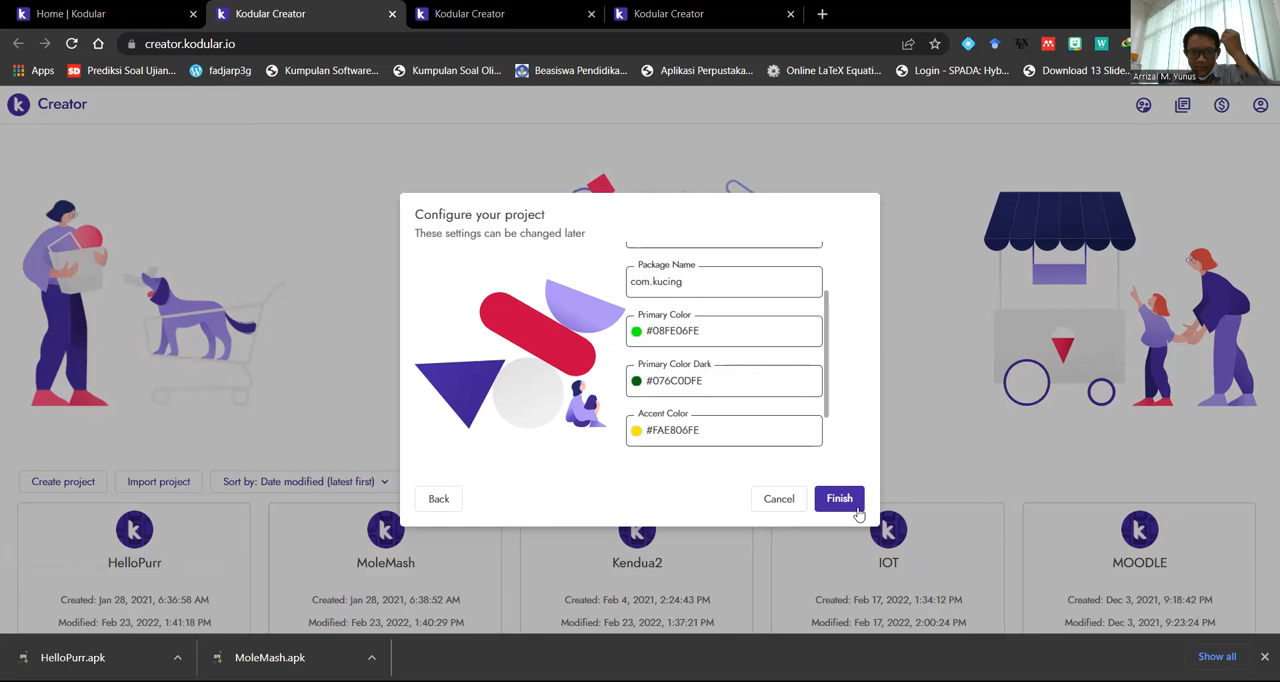 Home | Kodular
Kodular Creator
Kodular Creator
Kodular Creator
creator.kodular.io
Arrizal M. Yunus
Apps
Prediksi Soal Ujian...
fadjarp3g
Kumpulan Software...
Kumpulan Soal Oli...
Beasiswa Pendidika...
Aplikasi Perpustaka...
Online LaTeX Equati...
Login - SPADA: Hyb...
Download 13 Slide...
Creator
Configure your project
These settings can be changed later
Package Name
com.kucing
Primary Color
#08FE06FE
Primary Color Dark
#076C0DFE
Accent Color
#FAE806FE
Back
Cancel
Finish
Create project
Import project
Sort by: Date modified (latest first)
HelloPurr
MoleMash
Kendua2
IOT
MOODLE
Created: Jan 28, 2021, 6:36:58 AM
Created: Jan 28, 2021, 6:38:52 AM
Created: Feb 4, 2021, 2:24:43 PM
Created: Feb 17, 2022, 1:34:12 PM
Created: Dec 3, 2021, 9:18:42 PM
Modified: Feb 23, 2022, 1:41:18 PM
Modified: Feb 23, 2022, 1:40:29 PM
Modified: Feb 23, 2022, 1:37:21 PM
Modified: Feb 17, 2022, 2:00:24 PM
Modified: Dec 3, 2021, 9:23:24 PM
HelloPurr.apk
MoleMash.apk
Show all